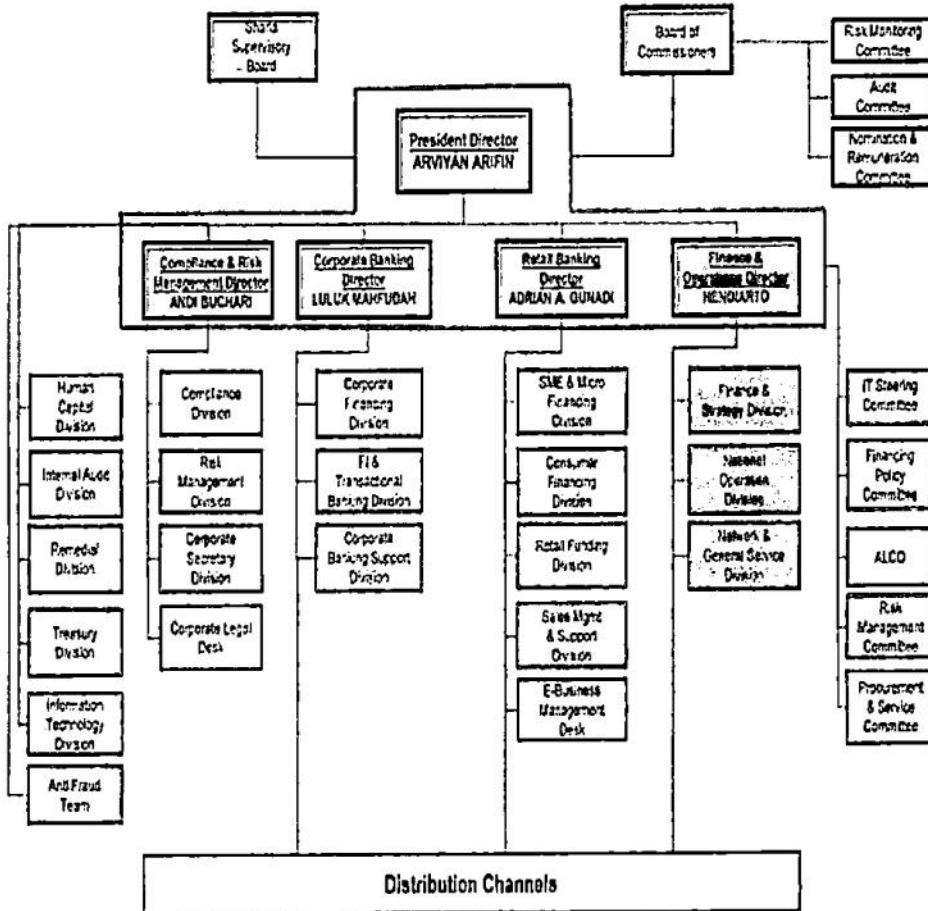 Sharia
Supervisory
Board
Board of
Commissioners
Risk Monitoring
Committee
Audit
Committee
Nomination &
Remuneration
Committee
President Director
ARVIYAN ARIFIN
Compliance & Risk
Management Director
ANDI BUCHARI
Corporate Banking
Director
LULUK MAHFUDAH
Retail Banking
Director
ADRIAN A. GUNADI
Finance &
Operations Director
HENDIARTO
Human
Capital
Division
Internal Audit
Division
Remedial
Division
Treasury
Division
Information
Technology
Division
Anti Fraud
Team
Compliance
Division
Risk
Management
Division
Corporate
Secretary
Division
Corporate Legal
Desk
Corporate
Financing
Division
FI &
Transactional
Banking Division
Corporate
Banking Support
Division
SME & Micro
Financing
Division
Consumer
Financing
Division
Retail Funding
Division
Sales Mgmt
& Support
Division
E-Business
Management
Desk
Finance &
Strategy Division
National
Operation
Division
Network &
General Service
Division
IT Steering
Committee
Financing
Policy
Committee
ALCO
Risk
Management
Committee
Procurement
& Service
Committee
Distribution Channels